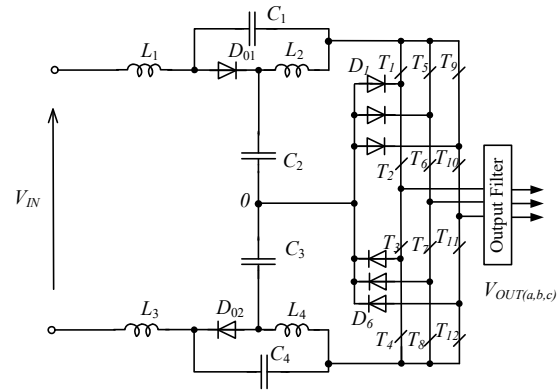 C1
L1
D01
L2
D1
T1
T5
T9
C2
T2
T6
T10
VIN
0
Output Filter
C3
T3
T7
T11
VOUT(a,b,c)
L3
D02
L4
D6
T4
T8
T12
C4